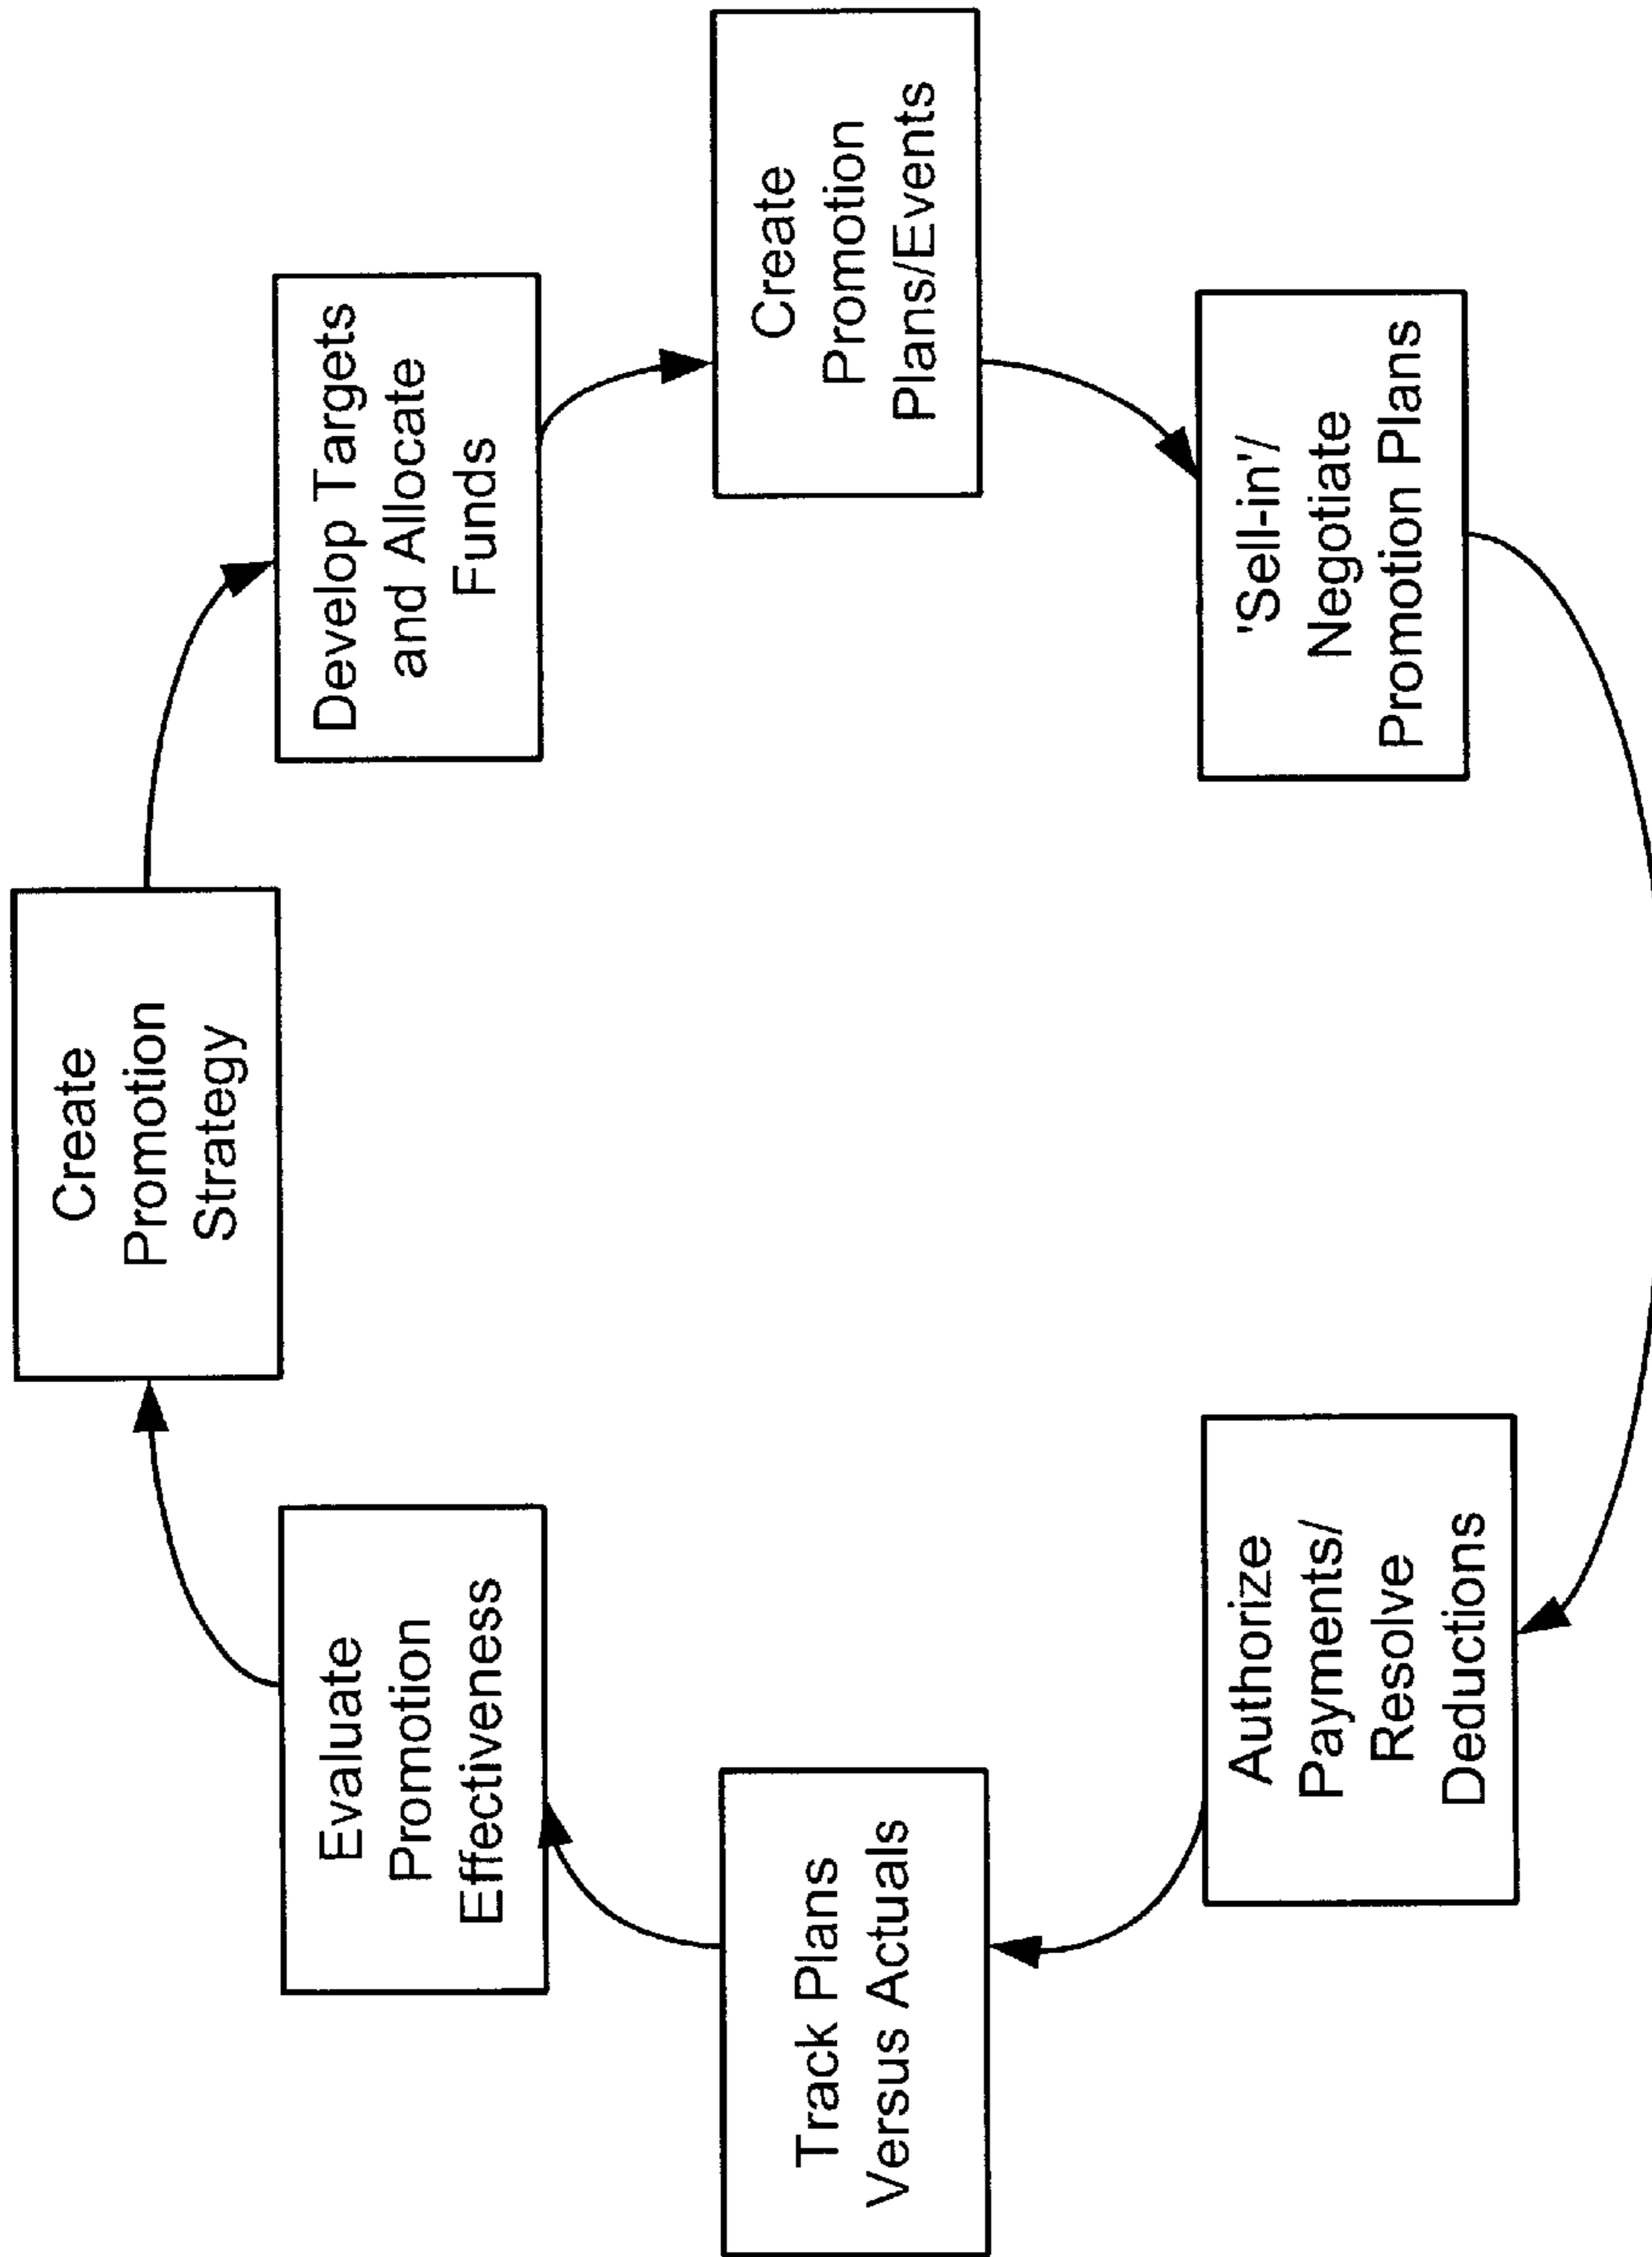 Create
Promotion
Strategy
Develop Targets
and Allocate
Funds
Create
Promotion
Plans/Events
'Sell-in'/
Negotiate
Promotion Plans
Authorize
Payments/
Resolve
Deductions
Track Plans
Versus Actuals
Evaluate
Promotion
Effectiveness